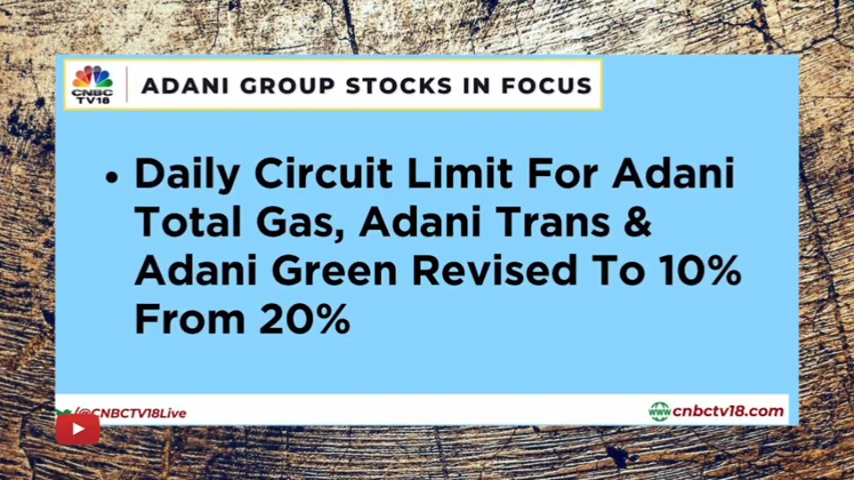 CNBC
TV18
ADANI GROUP STOCKS IN FOCUS
• Daily Circuit Limit For Adani
Total Gas, Adani Trans &
Adani Green Revised To 10%
From 20%
/@CNBCTV18Live
cnbctv18.com